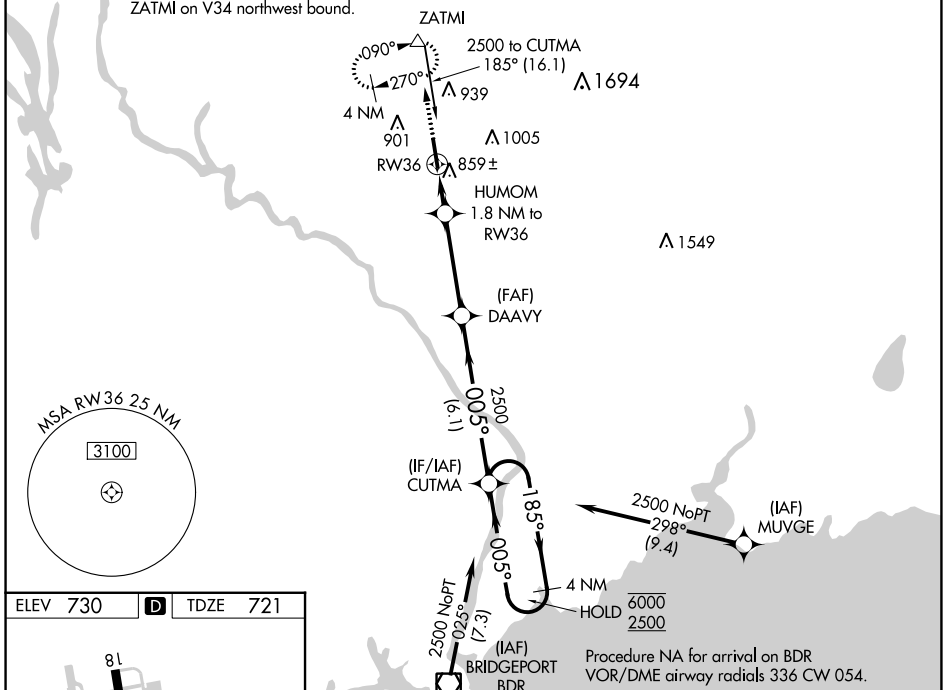 ZATMI on V34 northwest bound.
ZATMI
090°
2500 to CUTMA
185° (16.1)
270°
1694
939
4 NM
901
1005
RW36
859±
HUMOM
1.8 NM to
RW36
1549
(FAF)
DAAVY
2500
005°
(6.1)
MSA RW36 25 NM
3100
(IF/IAF)
CUTMA
185°
005°
2500 NoPT
298°
(9.4)
(IAF)
MUVGE
4 NM
HOLD 6000
2500
2500 NoPT
025°
(7.3)
(IAF)
BRIDGEPORT
BDR
Procedure NA for arrival on BDR
VOR/DME airway radials 336 CW 054.
ELEV 730 D TDZE 721
18